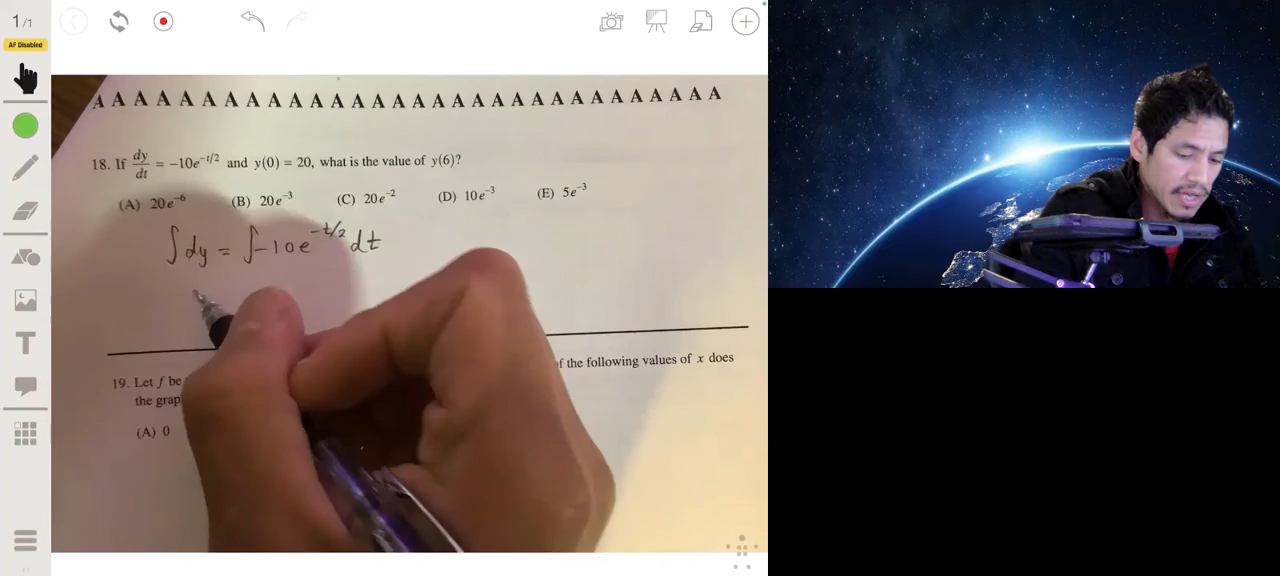 1/1
AF Disabled
A A A A A A A A A A A A A A A A A A A A A A A A A A A A A
18. If dy/dt = −10e^{−t/2} and y(0) = 20, what is the value of y(6)?
(A) 20e^{−6} (B) 20e^{−3} (C) 20e^{−2} (D) 10e^{−3} (E) 5e^{−3}
∫dy = ∫−10e^{−t/2} dt
19. Let f be f the following values of x does
the grap
(A) 0
T